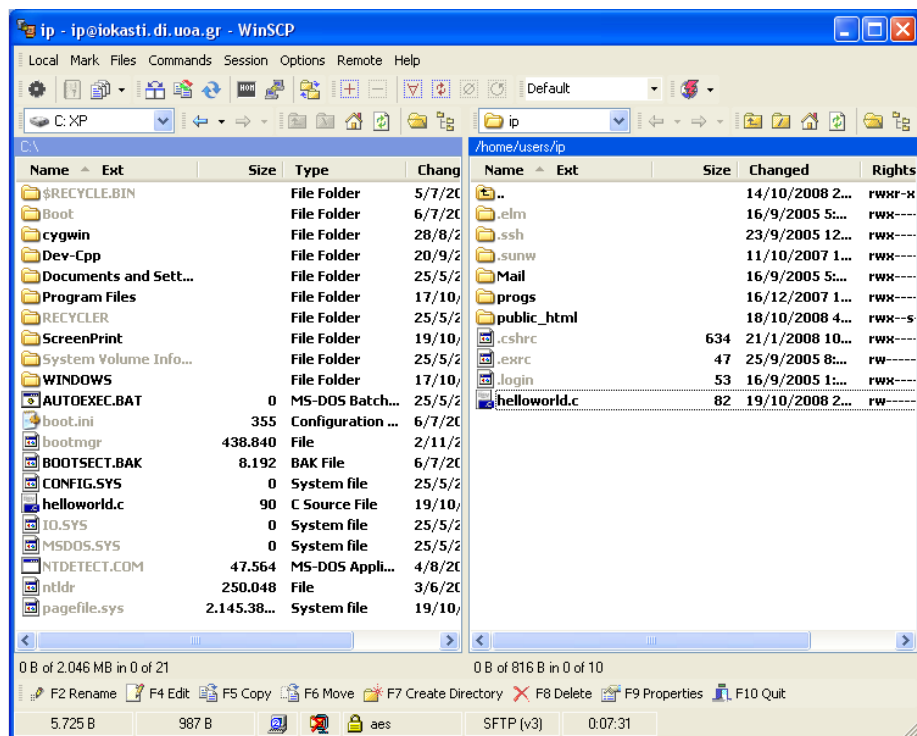 ip - ip@iokasti.di.uoa.gr - WinSCP
Local Mark Files Commands Session Options Remote Help
Default
C: XP
ip
C:\
/home/users/ip
Name Ext Size Type Chang
$RECYCLE.BIN File Folder 5/7/20
Boot File Folder 6/7/20
cygwin File Folder 28/8/2
Dev-Cpp File Folder 20/9/2
Documents and Sett... File Folder 25/5/2
Program Files File Folder 17/10/
RECYCLER File Folder 25/5/2
ScreenPrint File Folder 19/10/
System Volume Info... File Folder 25/5/2
WINDOWS File Folder 17/10/
AUTOEXEC.BAT 0 MS-DOS Batch... 25/5/2
boot.ini 355 Configuration ... 6/7/20
bootmgr 438.840 File 2/11/2
BOOTSECT.BAK 8.192 BAK File 6/7/20
CONFIG.SYS 0 System file 25/5/2
helloworld.c 90 C Source File 19/10/
IO.SYS 0 System file 25/5/2
MSDOS.SYS 0 System file 25/5/2
NTDETECT.COM 47.564 MS-DOS Appli... 4/8/20
ntldr 250.048 File 3/6/20
pagefile.sys 2.145.38... System file 19/10/
Name Ext Size Changed Rights
.. 14/10/2008 2... rwxr-x
.elm 16/9/2005 5:... rwx----
.ssh 23/9/2005 12... rwx----
.sunw 11/10/2007 1... rwx----
Mail 16/9/2005 5:... rwx----
progs 16/12/2007 1... rwx----
public_html 18/10/2008 4... rwx--s-
.cshrc 634 21/1/2008 10... rwx----
.exrc 47 25/9/2005 8:... rw-----
.login 53 16/9/2005 1:... rwx----
helloworld.c 82 19/10/2008 2... rw-----
0 B of 2.046 MB in 0 of 21
0 B of 816 B in 0 of 10
F2 Rename F4 Edit F5 Copy F6 Move F7 Create Directory F8 Delete F9 Properties F10 Quit
5.725 B 987 B aes SFTP (v3) 0:07:31